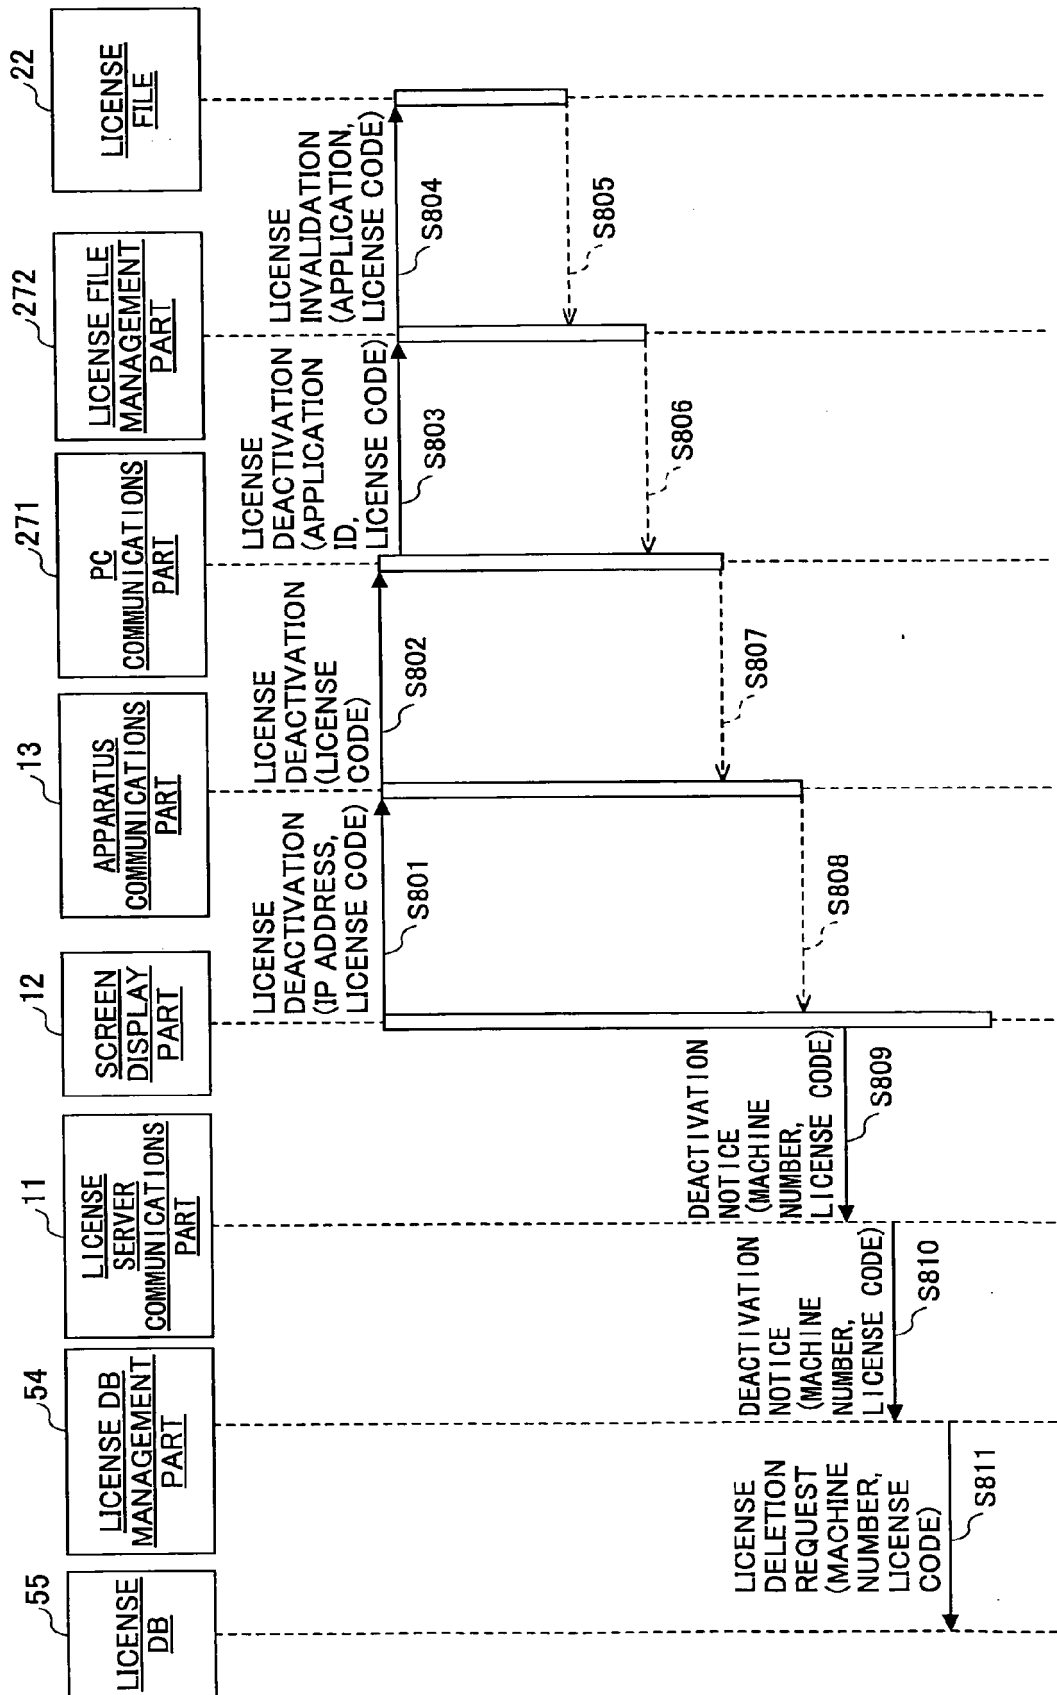 55
LICENSE
DB
54
LICENSE DB
MANAGEMENT
PART
11
LICENSE
SERVER
COMMUNICATIONS
PART
12
SCREEN
DISPLAY
PART
13
APPARATUS
COMMUNICATIONS
PART
271
PC
COMMUNICATIONS
PART
272
LICENSE FILE
MANAGEMENT
PART
22
LICENSE
FILE
LICENSE
DEACTIVATION
(IP ADDRESS,
LICENSE CODE)
S801
LICENSE
DEACTIVATION
(LICENSE
CODE)
S802
LICENSE
DEACTIVATION
(APPLICATION
ID,
LICENSE CODE)
S803
LICENSE
INVALIDATION
(APPLICATION,
LICENSE CODE)
S804
S805
S806
S807
S808
DEACTIVATION
NOTICE
(MACHINE
NUMBER,
LICENSE CODE)
S809
DEACTIVATION
NOTICE
(MACHINE
NUMBER,
LICENSE CODE)
S810
LICENSE
DELETION
REQUEST
(MACHINE
NUMBER,
LICENSE
CODE)
S811